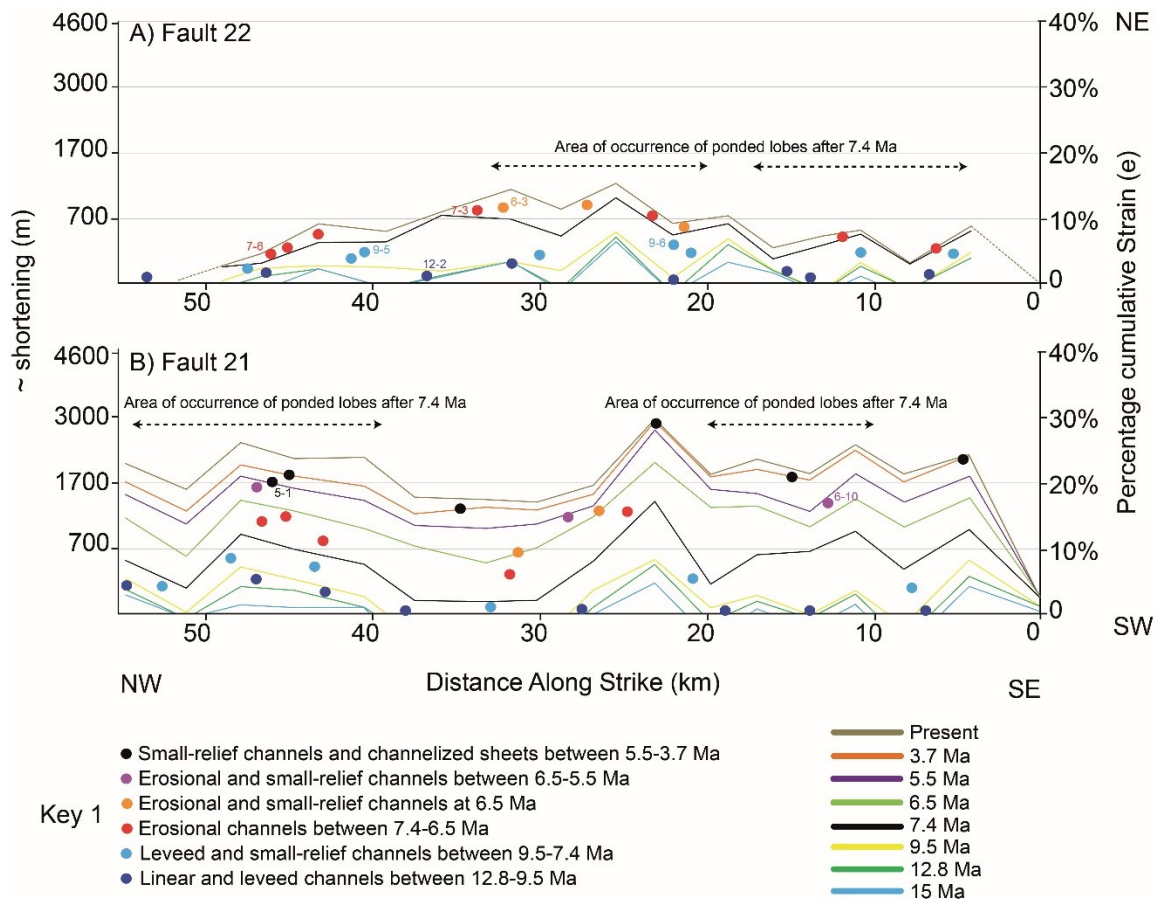 A) Fault 22
NE
4600
3000
1700
700
40%
30%
20%
10%
0
Area of occurrence of ponded lobes after 7.4 Ma
7-6
9-5
12-2
7-3
6-3
9-6
50
40
30
20
10
0
~ shortening (m)
Percentage cumulative Strain (e)
B) Fault 21
4600
3000
1700
700
40%
30%
20%
10%
0
Area of occurrence of ponded lobes after 7.4 Ma
Area of occurrence of ponded lobes after 7.4 Ma
5-1
6-10
50
40
30
20
10
0
SW
NW
Distance Along Strike (km)
SE
Key 1
Small-relief channels and channelized sheets between 5.5-3.7 Ma
Erosional and small-relief channels between 6.5-5.5 Ma
Erosional and small-relief channels at 6.5 Ma
Erosional channels between 7.4-6.5 Ma
Leveed and small-relief channels between 9.5-7.4 Ma
Linear and leveed channels between 12.8-9.5 Ma
Present
3.7 Ma
5.5 Ma
6.5 Ma
7.4 Ma
9.5 Ma
12.8 Ma
15 Ma